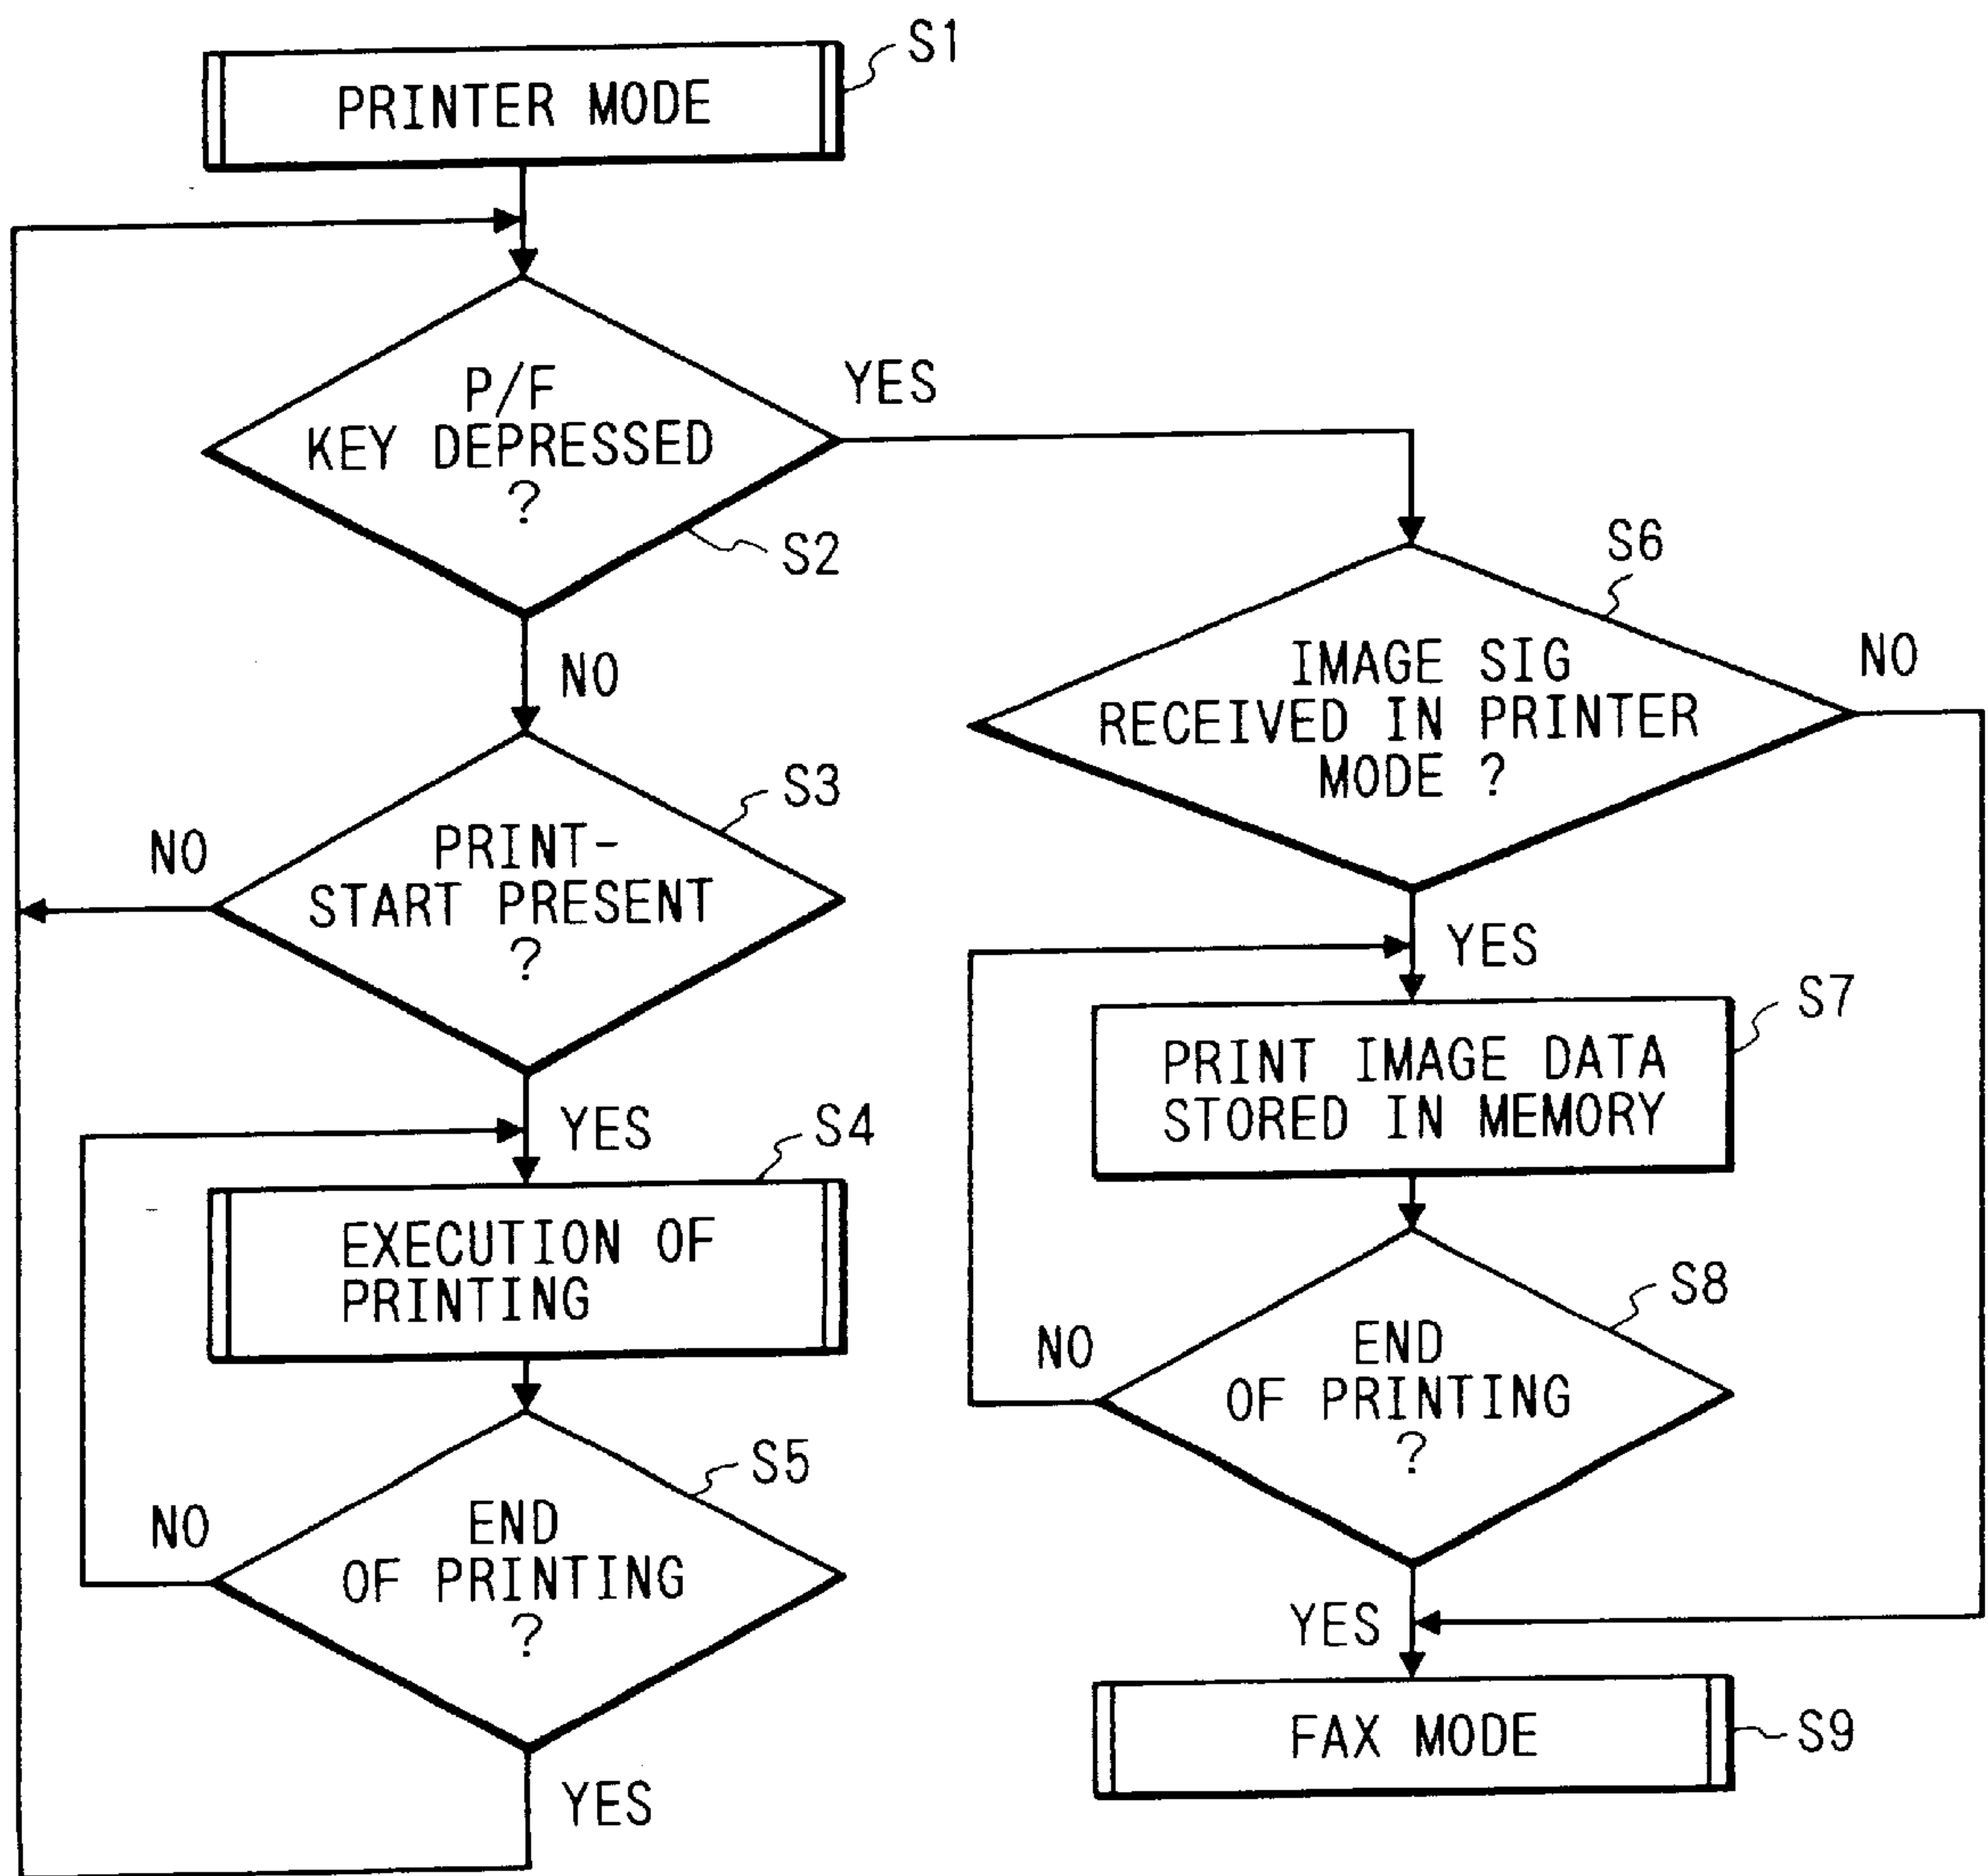 PRINTER MODE
S1
P/F
KEY DEPRESSED
?
YES
S2
NO
PRINT-
START PRESENT
?
S3
NO
YES
S4
EXECUTION OF
PRINTING
S5
END
OF PRINTING
?
NO
YES
S6
IMAGE SIG
RECEIVED IN PRINTER
MODE ?
NO
YES
S7
PRINT IMAGE DATA
STORED IN MEMORY
S8
END
OF PRINTING
?
NO
YES
FAX MODE
S9